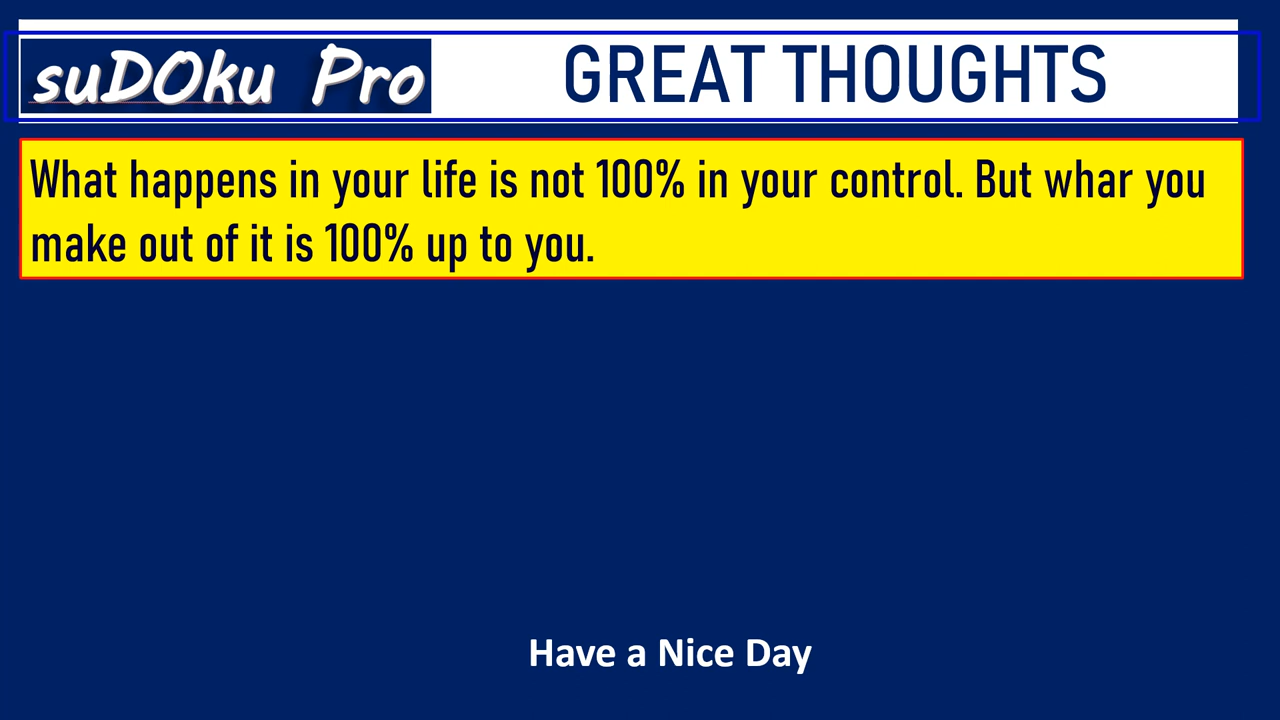 suDOku Pro
GREAT THOUGHTS
What happens in your life is not 100% in your control. But whar you
make out of it is 100% up to you.
Have a Nice Day